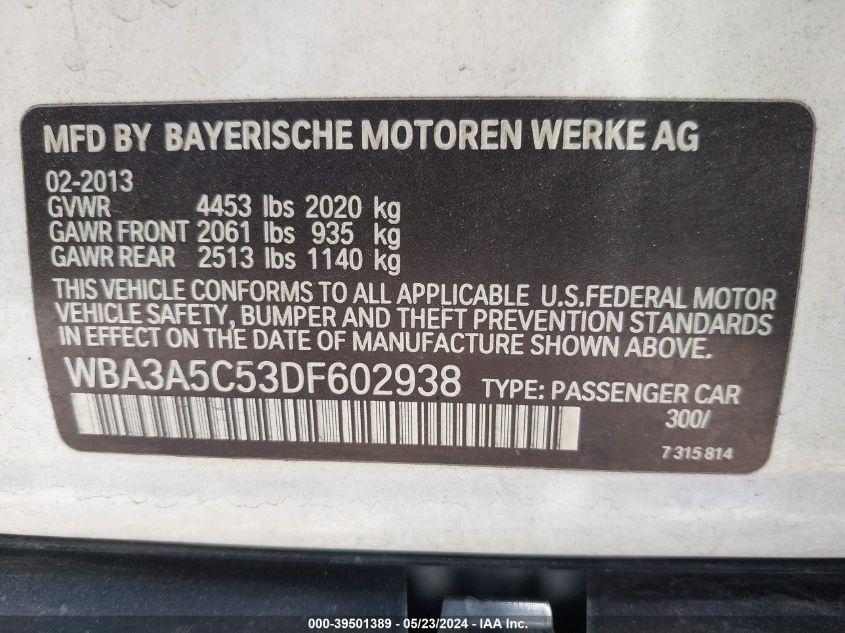 MFD BY BAYERISCHE MOTOREN WERKE AG
02-2013
GVWR 4453 lbs 2020 kg
GAWR FRONT 2061 lbs 935 kg
GAWR REAR 2513 lbs 1140 kg
THIS VEHICLE CONFORMS TO ALL APPLICABLE U.S.FEDERAL MOTOR
VEHICLE SAFETY, BUMPER AND THEFT PREVENTION STANDARDS
IN EFFECT ON THE DATE OF MANUFACTURE SHOWN ABOVE.
WBA3A5C53DF602938 TYPE: PASSENGER CAR
300/
7 315 814
000-39501389 - 05/23/2024 - IAA Inc.